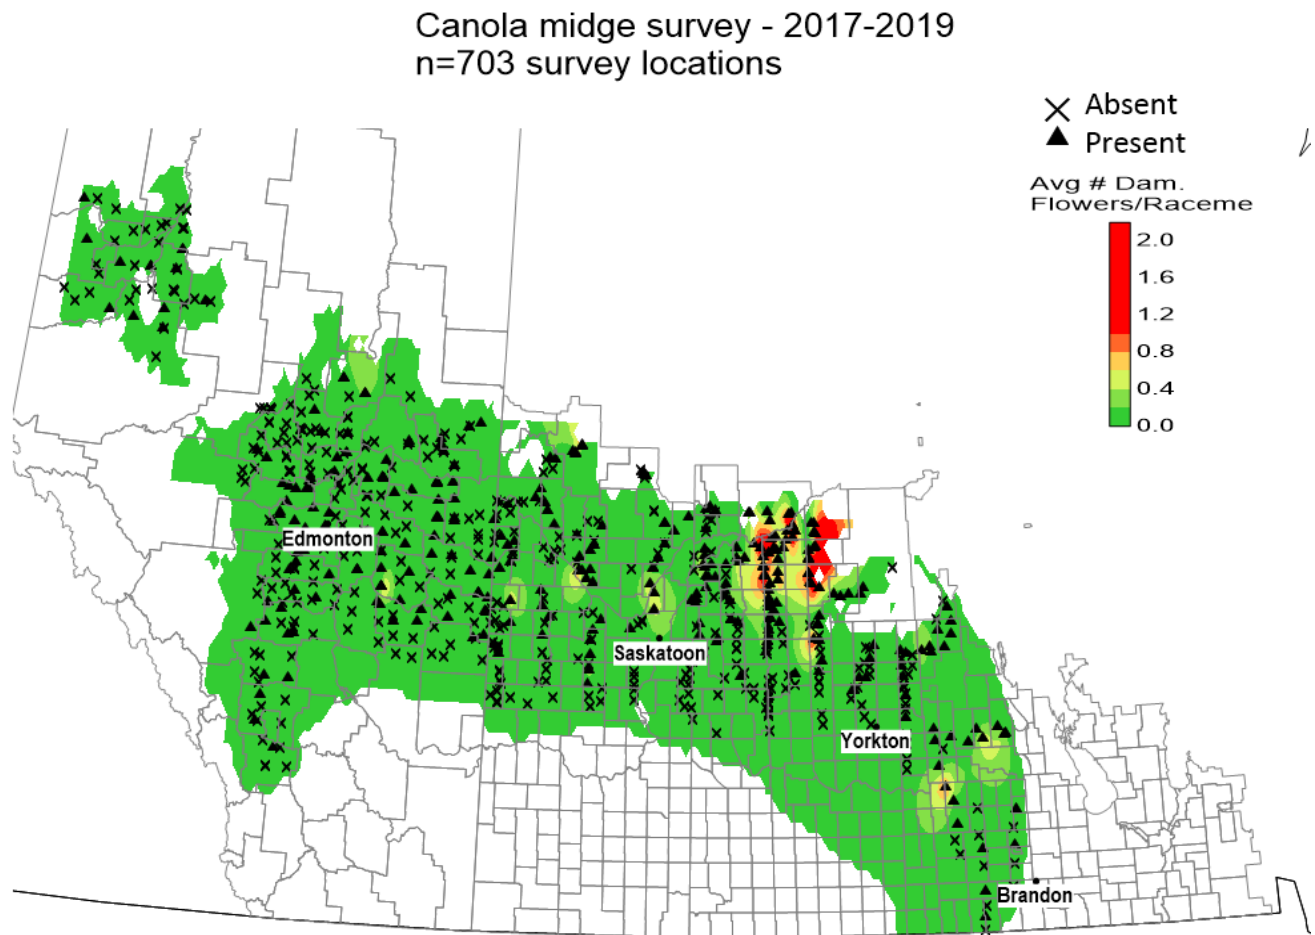 Canola midge survey - 2017-2019
n=703 survey locations
Absent
Present
Avg # Dam.
Flowers/Raceme
2.0
1.6
1.2
0.8
0.4
0.0
Edmonton
Saskatoon
Yorkton
Brandon